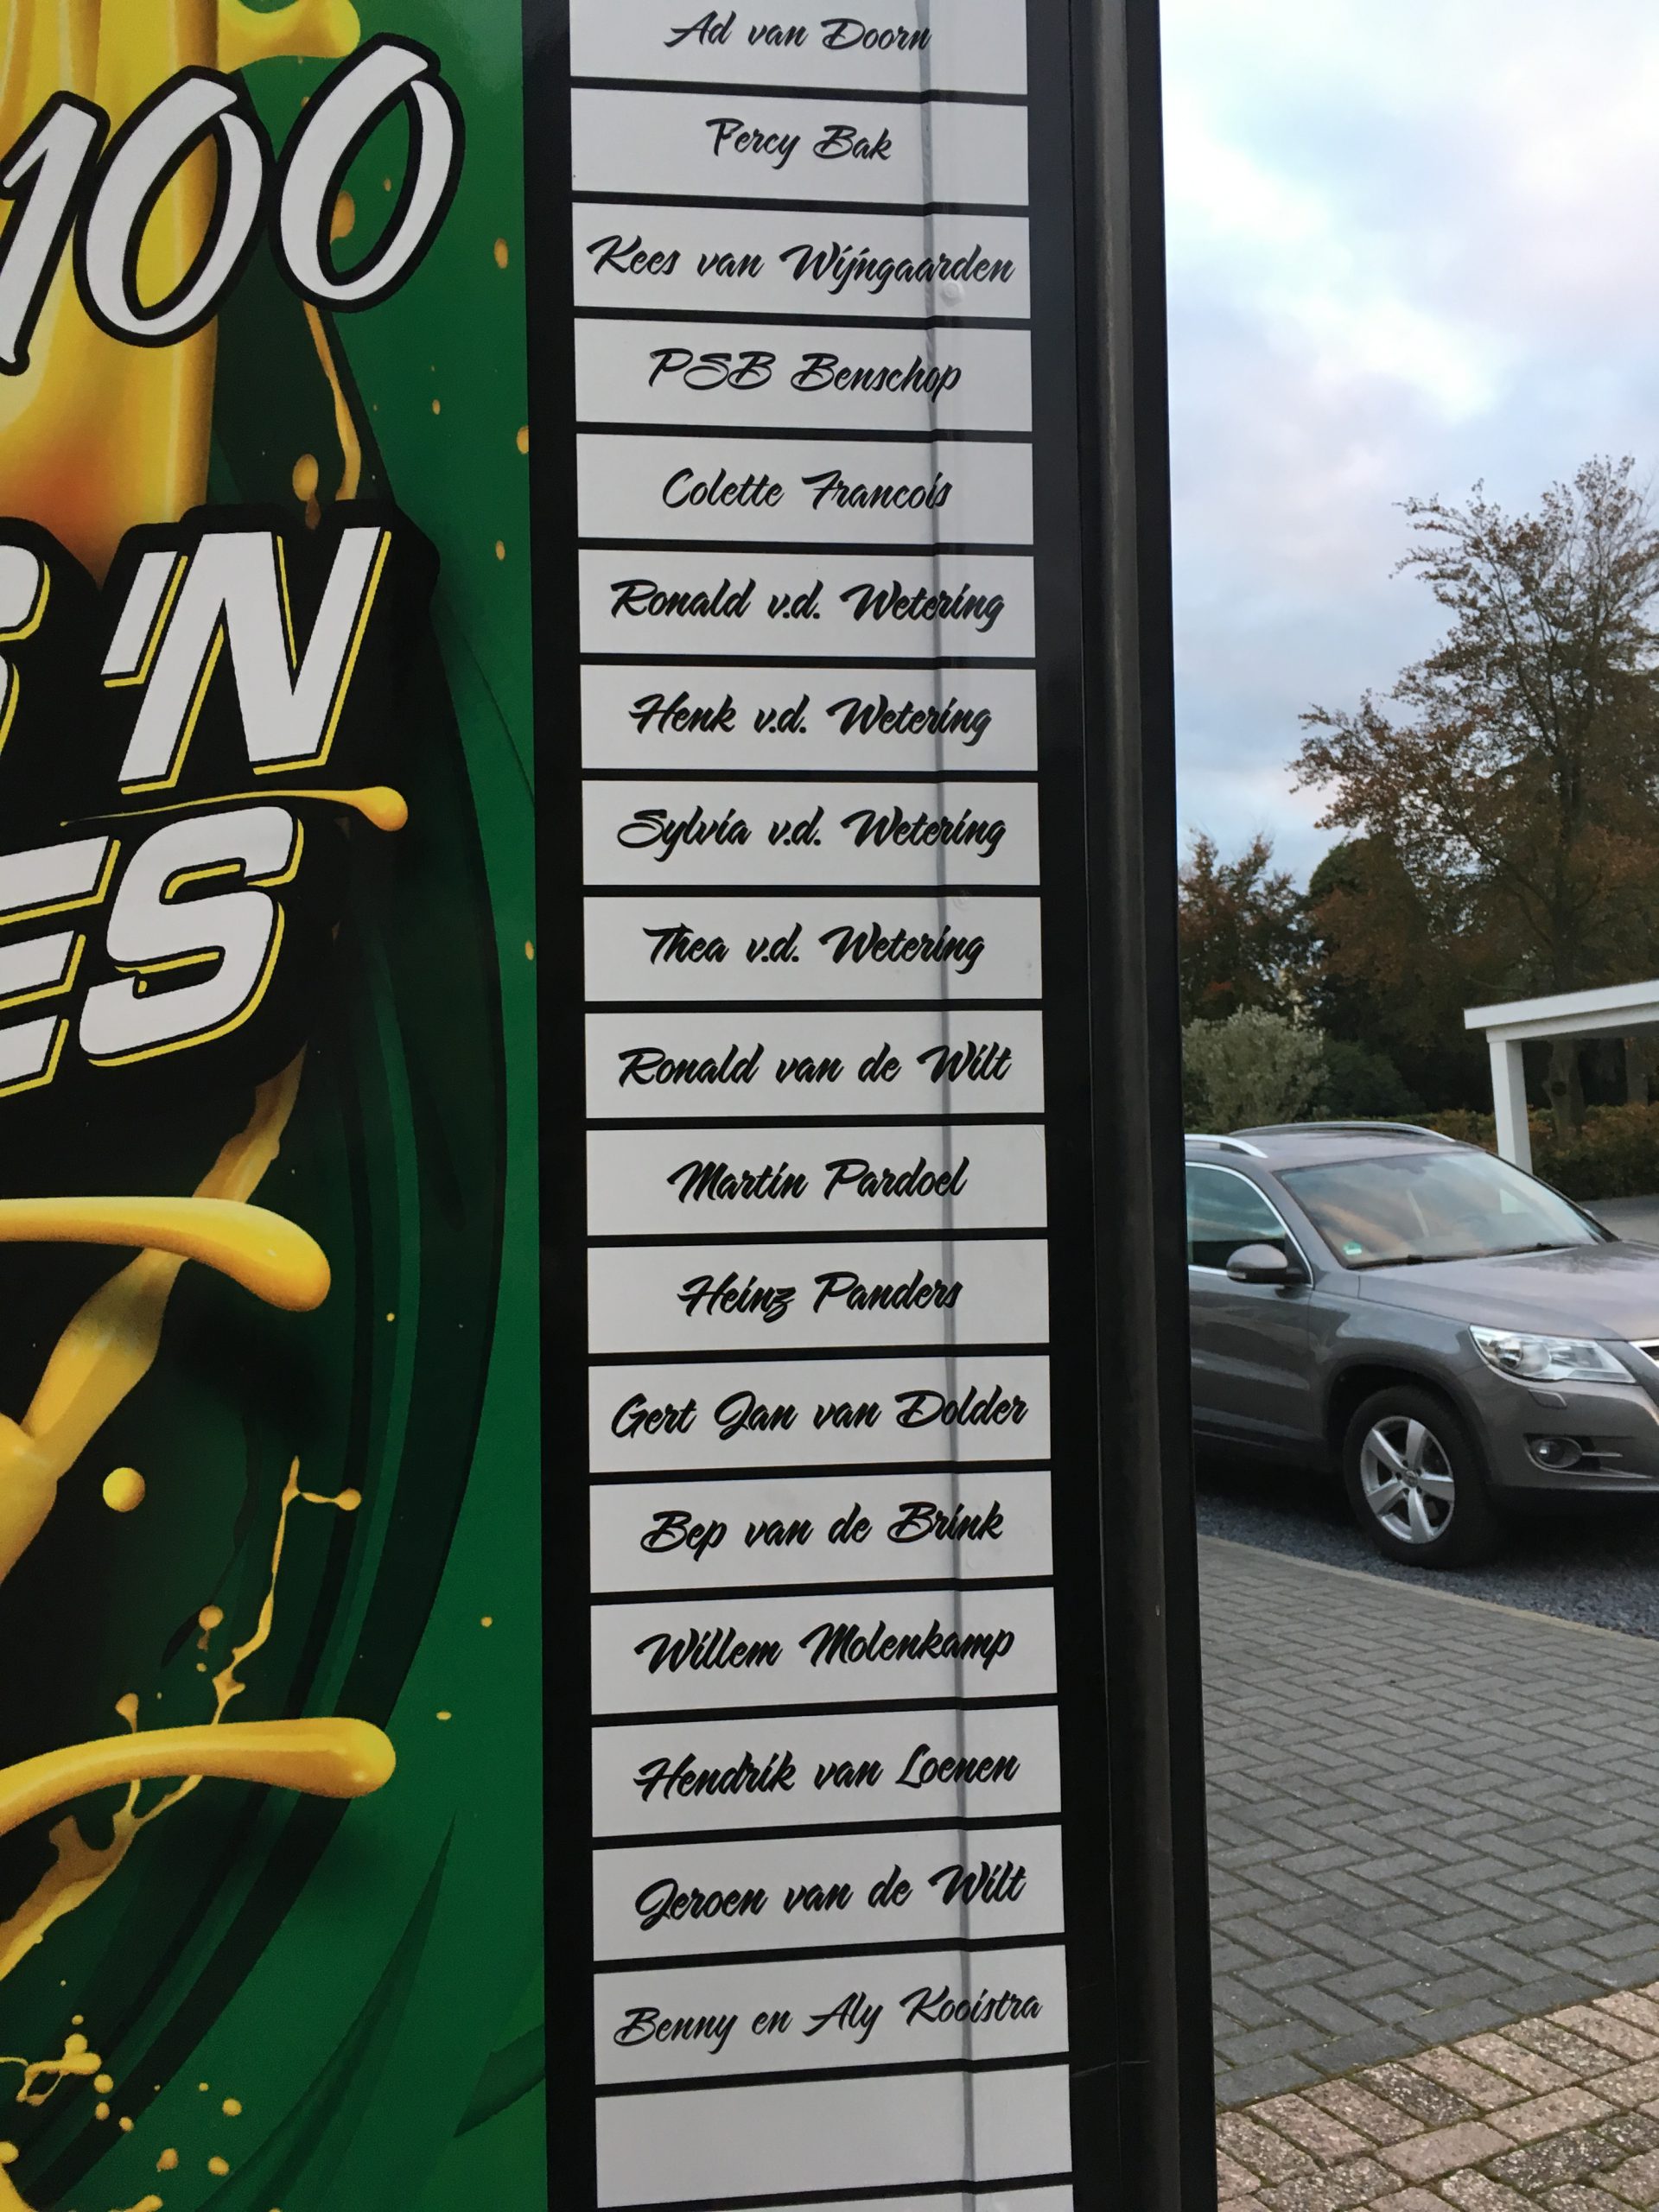 100
'N
ES
Ad van Doorn
Percy Bak
Kees van Wijngaarden
PSB Benschop
Colette Francois
Ronald v.d. Wetering
Henk v.d. Wetering
Sylvia v.d. Wetering
Thea v.d. Wetering
Ronald van de Wilt
Martin Pardoel
Heinz Panders
Gert Jan van Dolder
Bep van de Brink
Willem Molenkamp
Hendrik van Loenen
Jeroen van de Wilt
Benny en Aly Kooistra